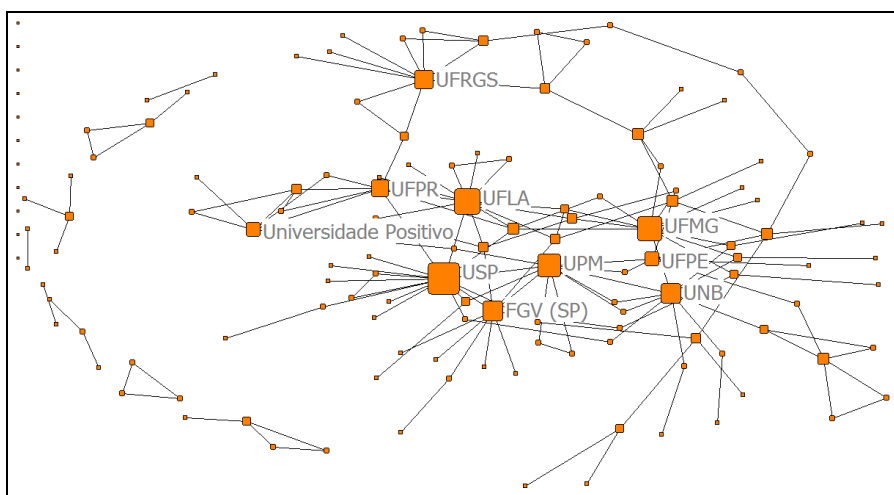 UFRGS
UFPR
UFLA
Universidade Positivo
UFMG
UFPE
USP
UPM
UNB
FGV (SP)